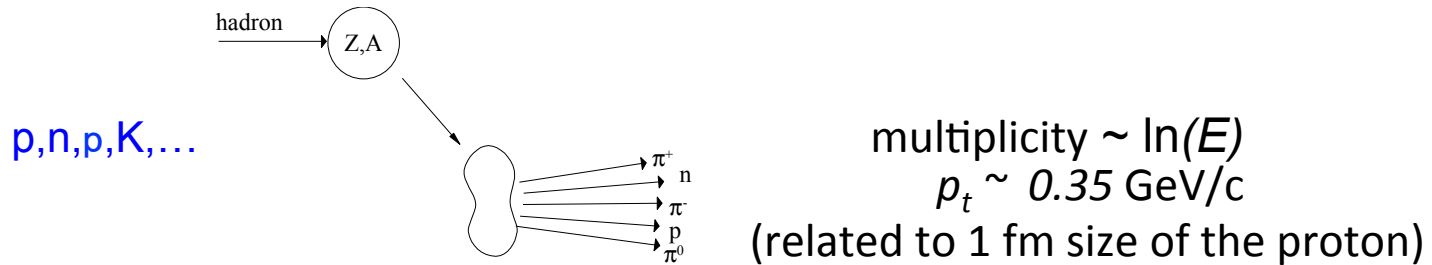 hadron
Z,A
p,n,p,K,…
π⁺
n
π⁻
p
π⁰
multiplicity ~ ln(E)
pₜ ~ 0.35 GeV/c
(related to 1 fm size of the proton)